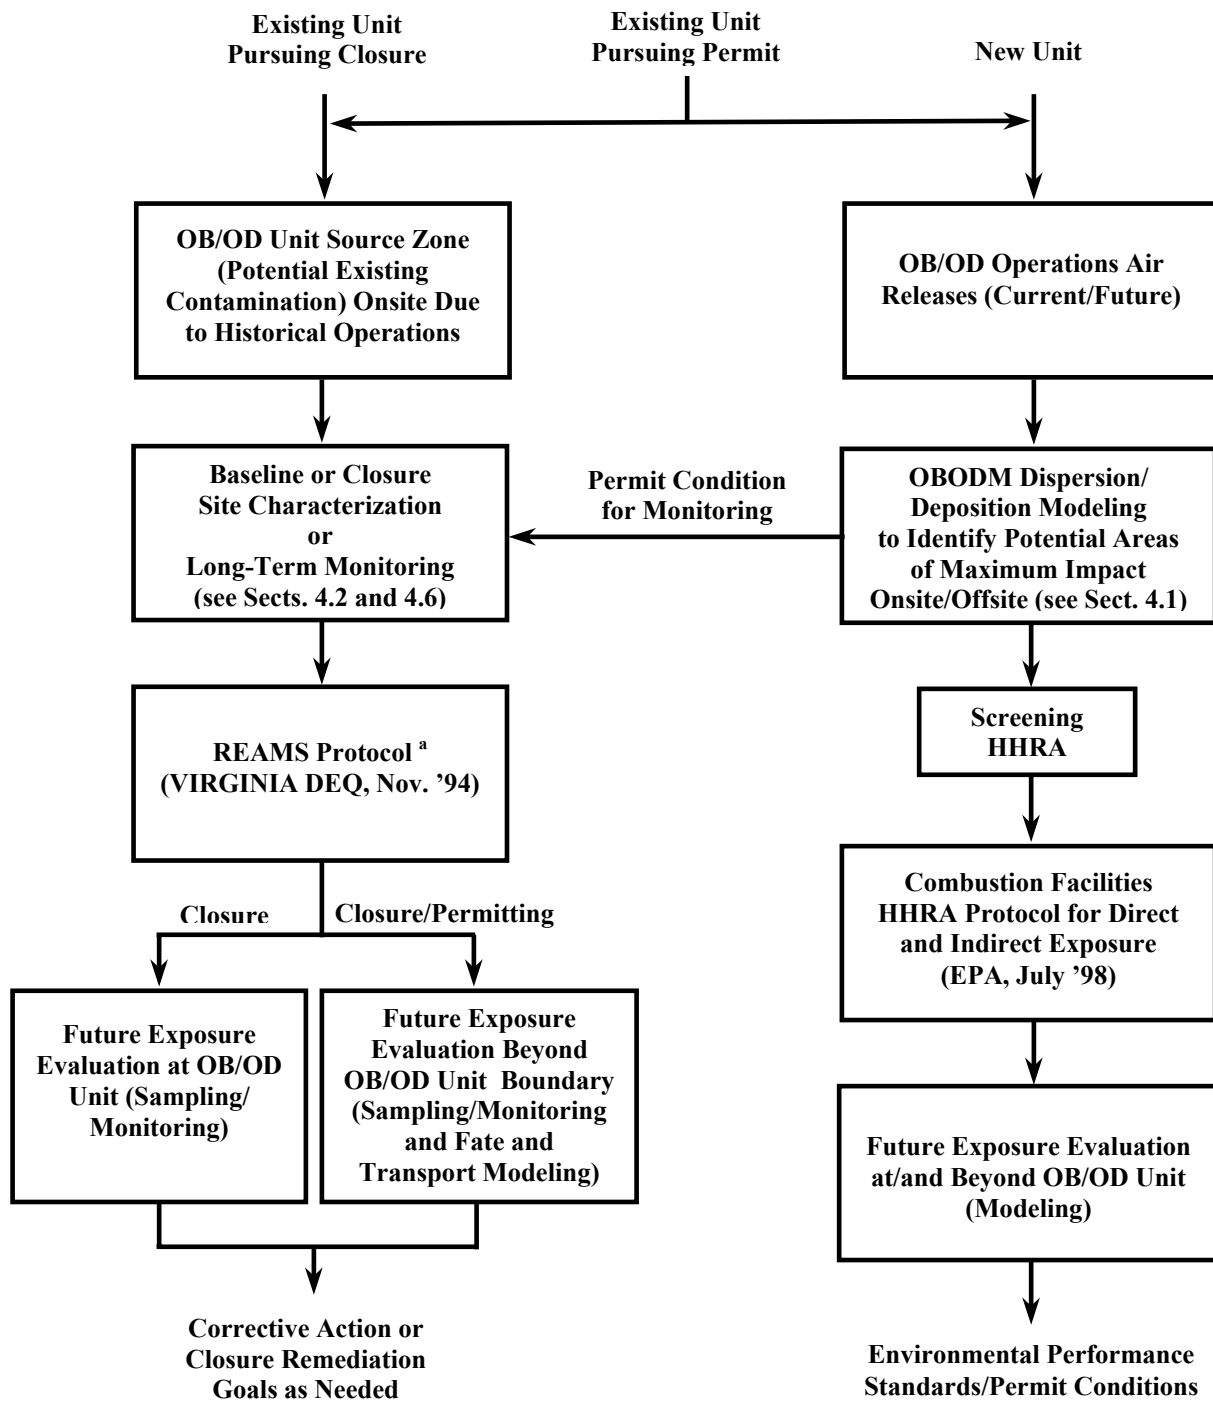 Existing Unit
Pursuing Closure
Existing Unit
Pursuing Permit
New Unit
OB/OD Unit Source Zone
(Potential Existing
Contamination) Onsite Due
to Historical Operations
OB/OD Operations Air
Releases (Current/Future)
Baseline or Closure
Site Characterization
or
Long-Term Monitoring
(see Sects. 4.2 and 4.6)
Permit Condition
for Monitoring
OBODM Dispersion/
Deposition Modeling
to Identify Potential Areas
of Maximum Impact
Onsite/Offsite (see Sect. 4.1)
REAMS Protocol a
(VIRGINIA DEQ, Nov. ’94)
Screening
HHRA
Combustion Facilities
HHRA Protocol for Direct
and Indirect Exposure
(EPA, July ’98)
Closure
Closure/Permitting
Future Exposure
Evaluation at OB/OD
Unit (Sampling/
Monitoring)
Future Exposure
Evaluation Beyond
OB/OD Unit Boundary
(Sampling/Monitoring
and Fate and
Transport Modeling)
Future Exposure Evaluation
at/and Beyond OB/OD Unit
(Modeling)
Corrective Action or
Closure Remediation
Goals as Needed
Environmental Performance
Standards/Permit Conditions